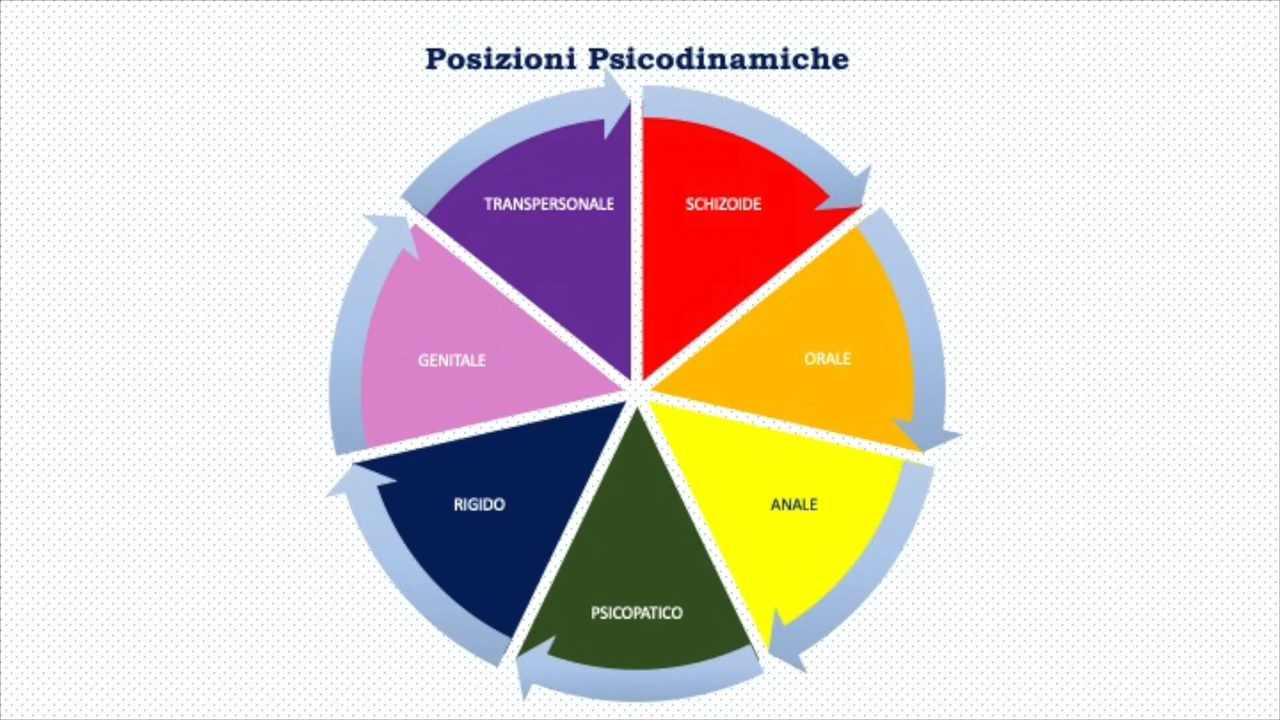 Posizioni Psicodinamiche
TRANSPERSONALE
SCHIZOIDE
GENITALE
ORALE
RIGIDO
ANALE
PSICOPATICO